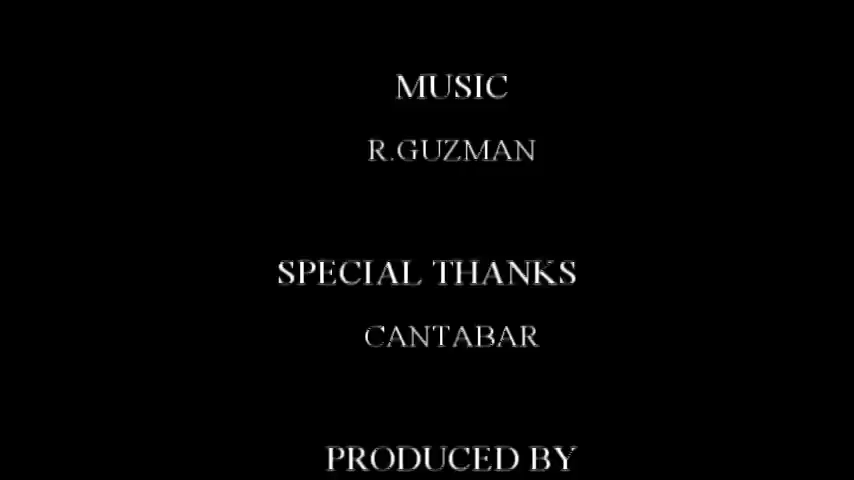 MUSIC
R.GUZMAN
SPECIAL THANKS
CANTABAR
PRODUCED BY